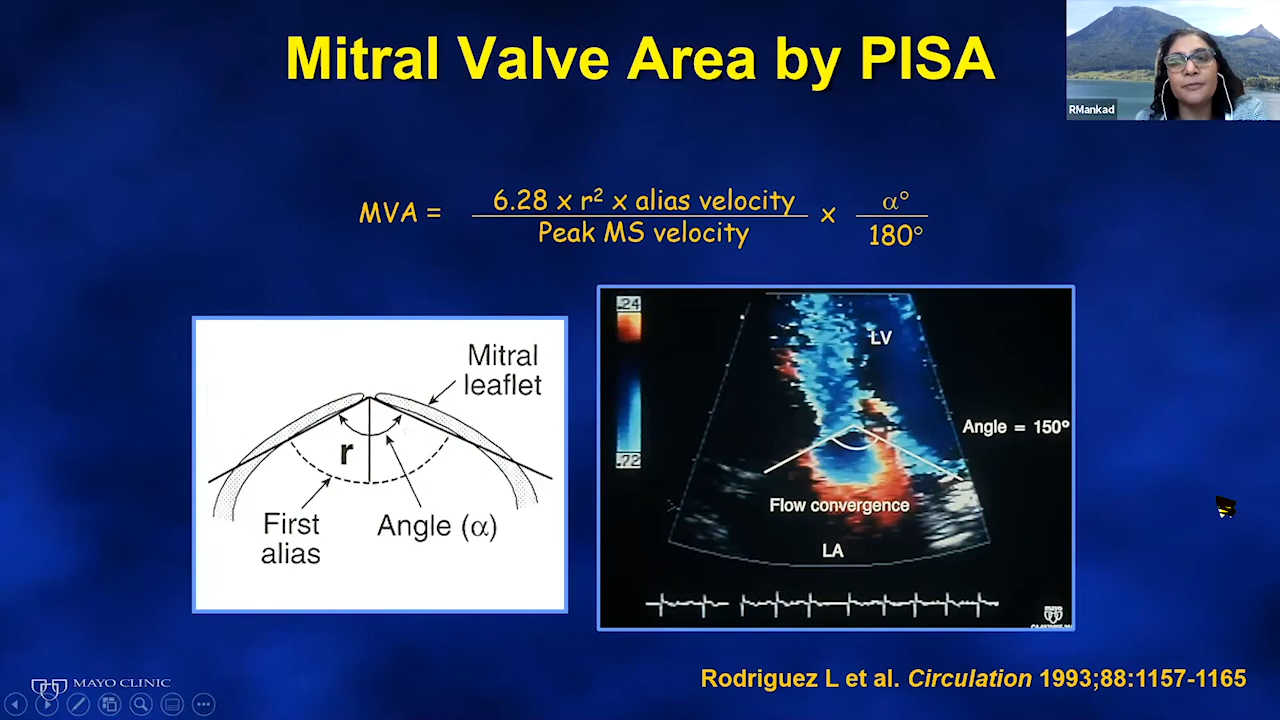 Mitral Valve Area by PISA
RMankad
MVA = 6.28 x r² x alias velocity / Peak MS velocity x α° / 180°
Mitral
leaflet
r
First
alias
Angle (α)
.24
.72
LV
Angle = 150°
Flow convergence
LA
mayo
Rodriguez L et al. Circulation 1993;88:1157-1165
MAYO CLINIC